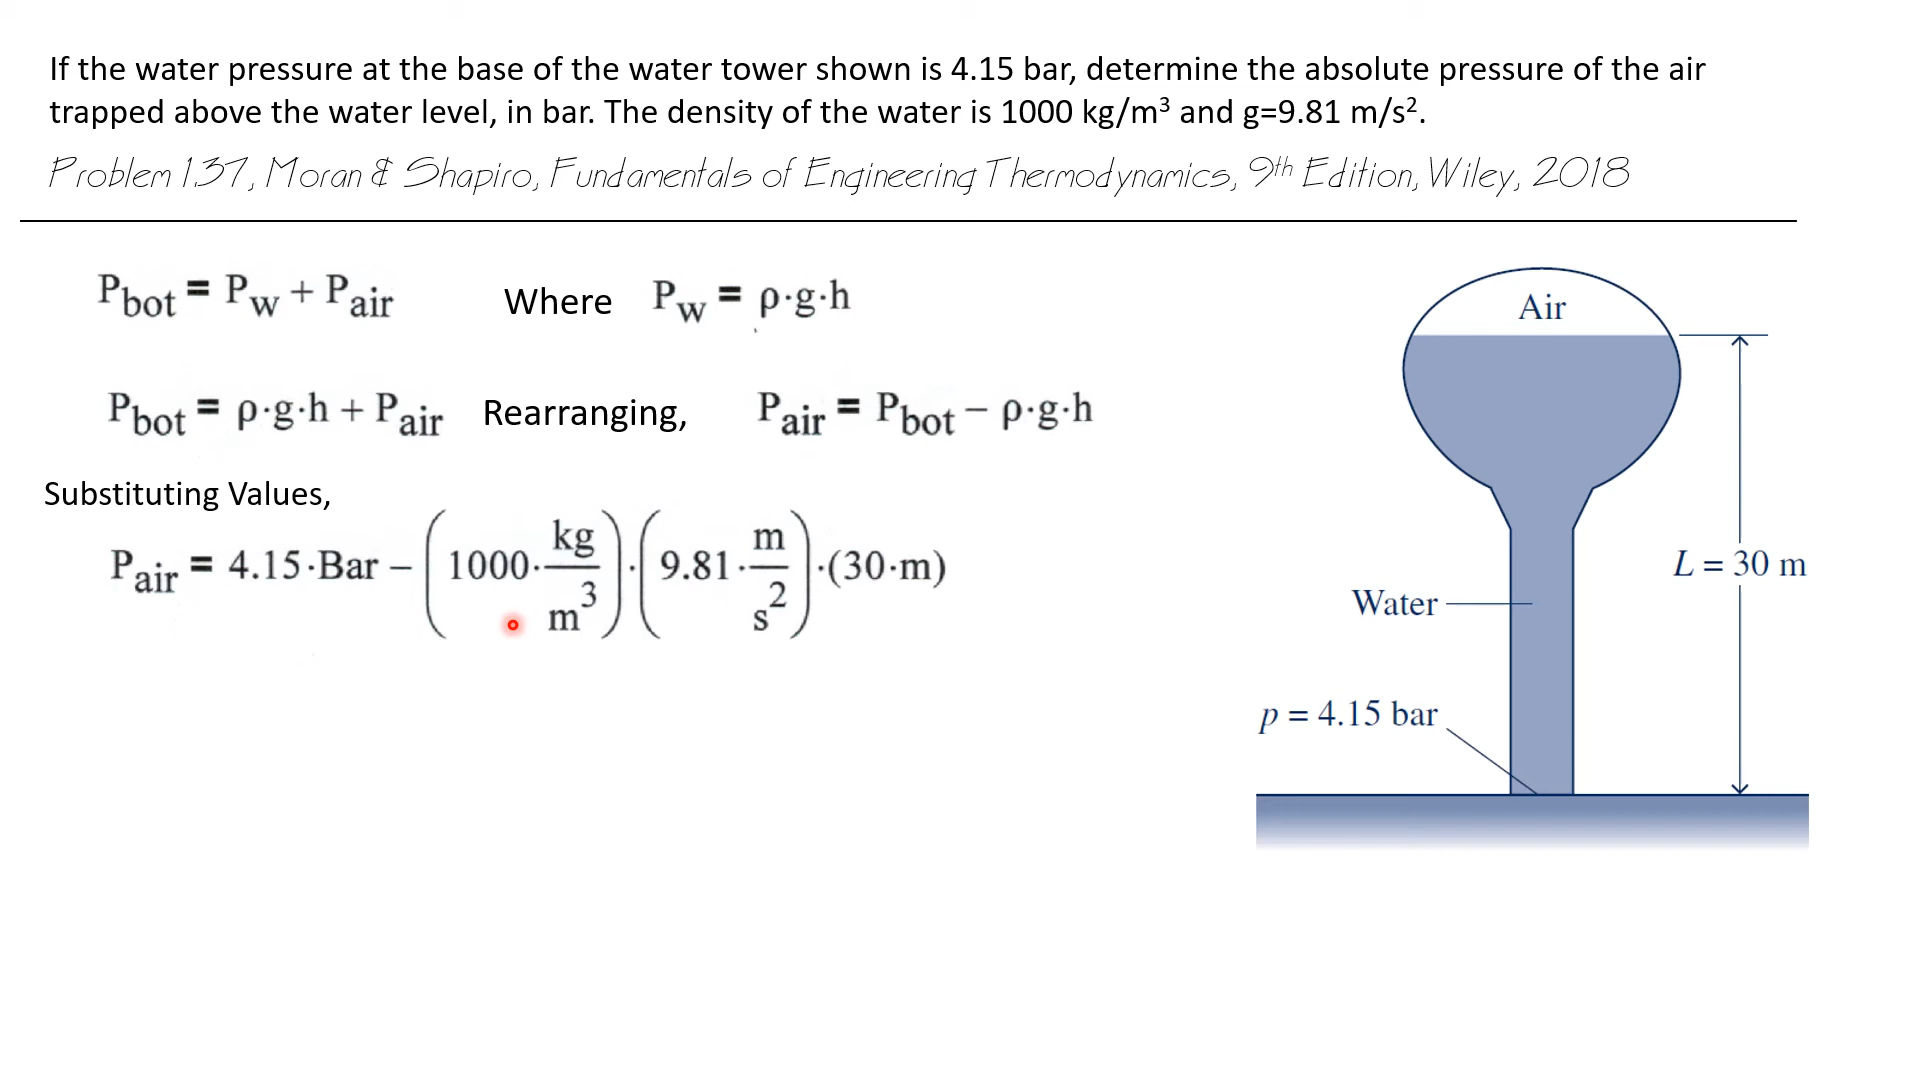 If the water pressure at the base of the water tower shown is 4.15 bar, determine the absolute pressure of the air
trapped above the water level, in bar. The density of the water is 1000 kg/m³ and g=9.81 m/s².
Problem 1.37, Moran & Shapiro, Fundamentals of Engineering Thermodynamics, 9th Edition, Wiley, 2018
Pbot = Pw + Pair Where Pw = ρ·g·h
Pbot = ρ·g·h + Pair Rearranging, Pair = Pbot − ρ·g·h
Substituting Values,
Pair = 4.15·Bar − (1000·kg/m³)·(9.81·m/s²)·(30·m)
Air
L = 30 m
Water
p = 4.15 bar